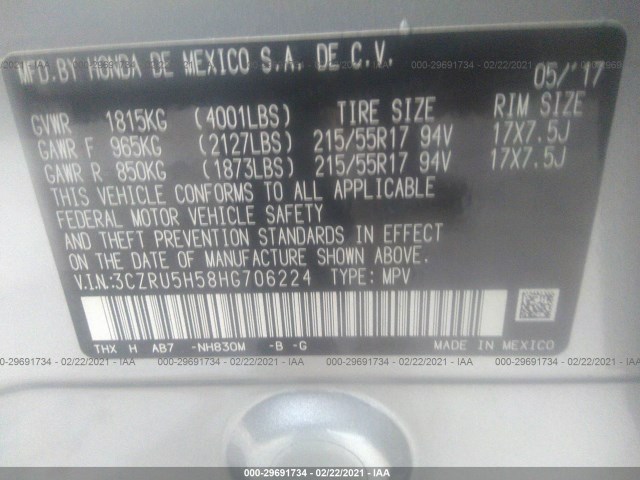 MFD.BY HONDA DE MEXICO S.A. DE C.V.
05/'17
GVWR 1815KG (4001LBS) TIRE SIZE RIM SIZE
GAWR F 965KG (2127LBS) 215/55R17 94V 17X7.5J
GAWR R 850KG (1873LBS) 215/55R17 94V 17X7.5J
THIS VEHICLE CONFORMS TO ALL APPLICABLE
FEDERAL MOTOR VEHICLE SAFETY
AND THEFT PREVENTION STANDARDS IN EFFECT
ON THE DATE OF MANUFACTURE SHOWN ABOVE.
V.I.N:3CZRU5H58HG706224 TYPE: MPV
THX H AB7 -NH830M -B -G MADE IN MEXICO
000-29691734 - 02/22/2021 - IAA